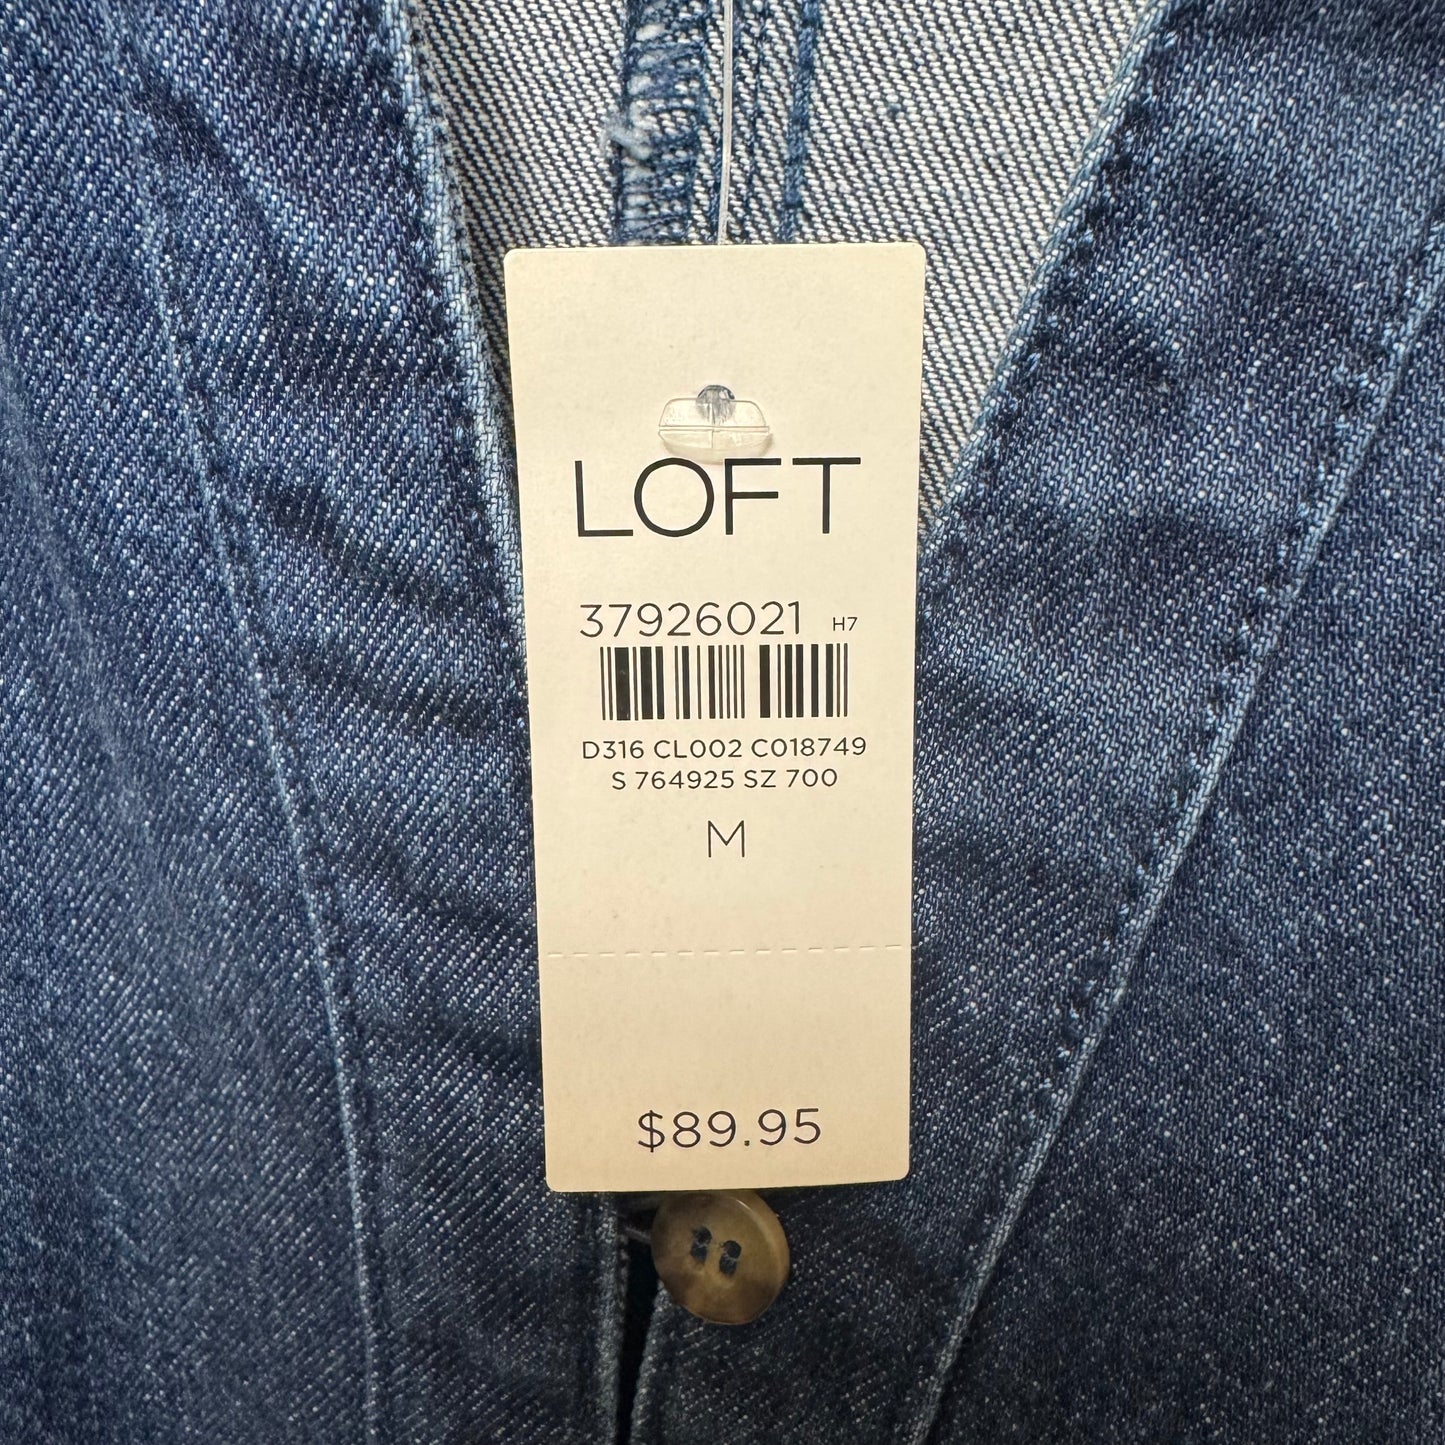 LOFT
37926021 H7
D316 CL002 C018749
S 764925 SZ 700
M
$89.95